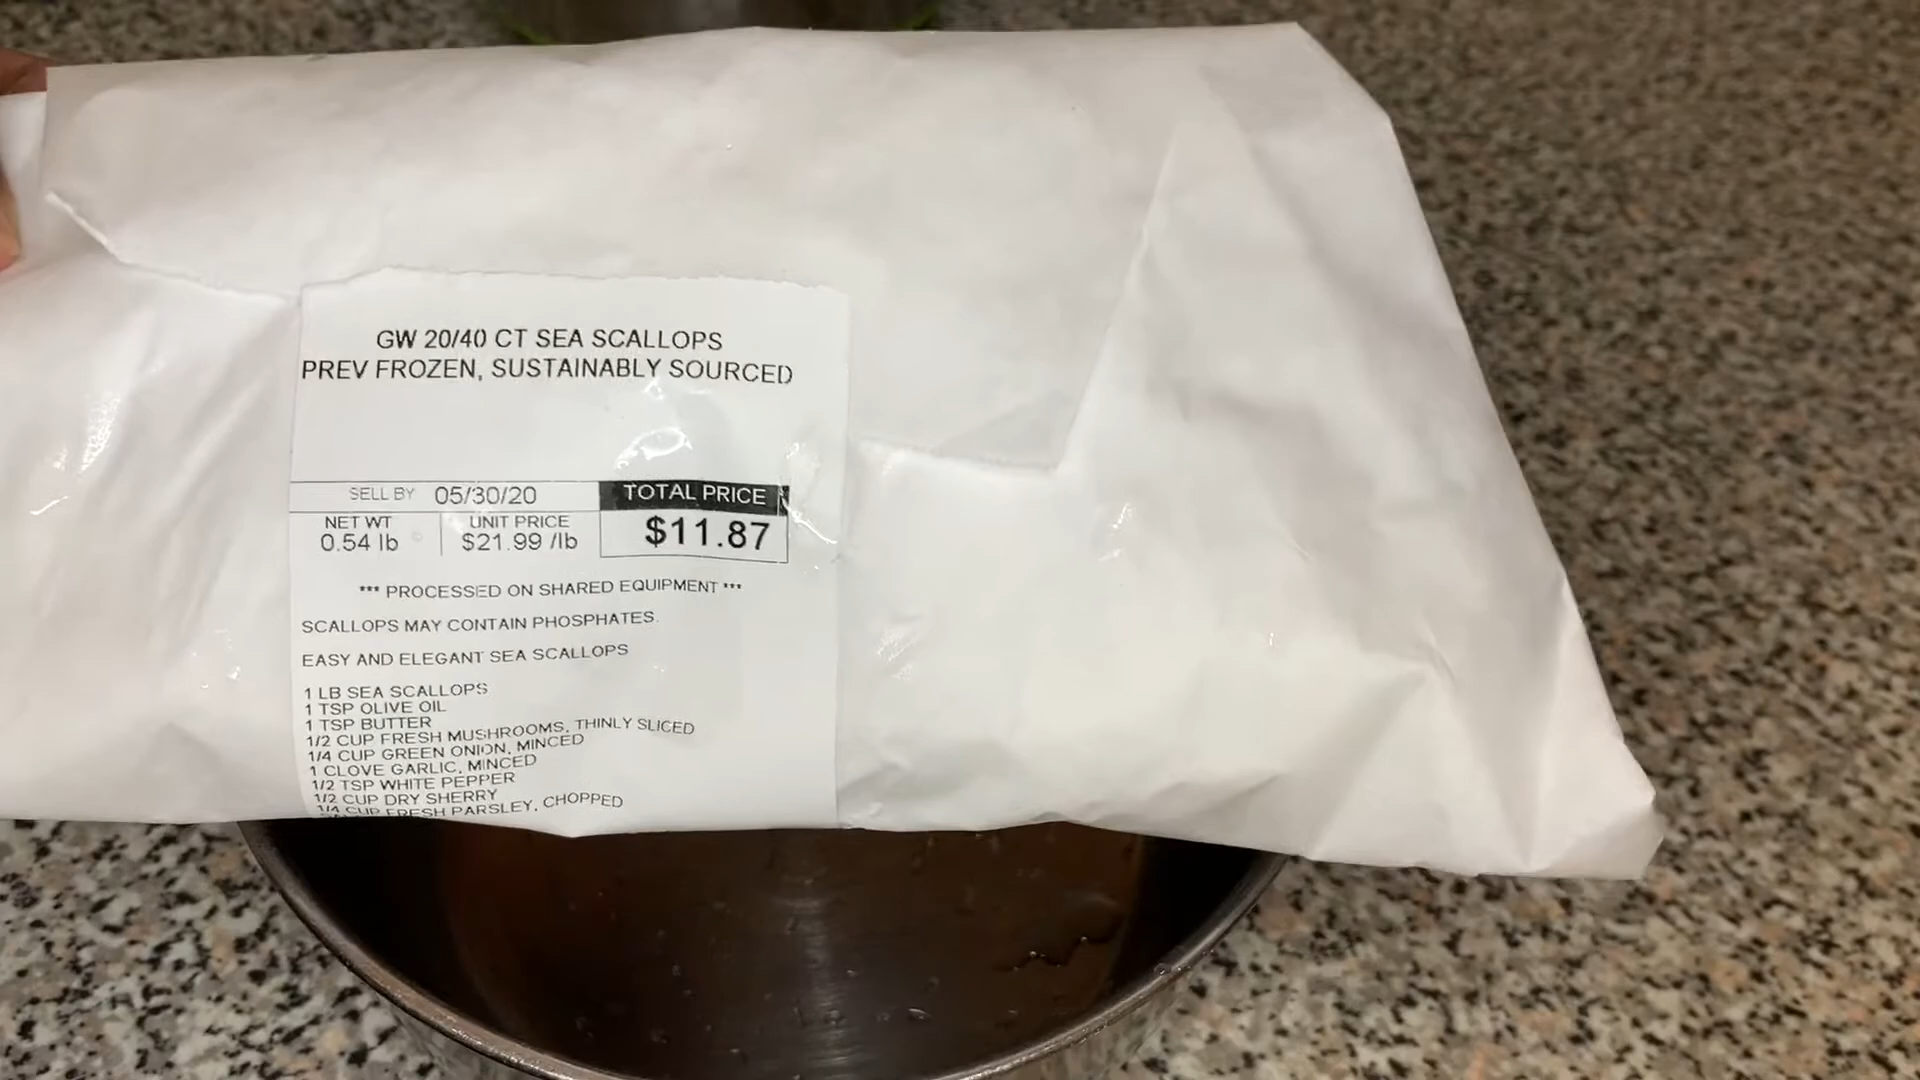 GW 20/40 CT SEA SCALLOPS
PREV FROZEN, SUSTAINABLY SOURCED
SELL BY 05/30/20 TOTAL PRICE
NET WT UNIT PRICE
0.54 lb $21.99 /lb $11.87
*** PROCESSED ON SHARED EQUIPMENT ***
SCALLOPS MAY CONTAIN PHOSPHATES.
EASY AND ELEGANT SEA SCALLOPS
1 LB SEA SCALLOPS
1 TSP OLIVE OIL
1 TSP BUTTER
1/2 CUP FRESH MUSHROOMS, THINLY SLICED
1/4 CUP GREEN ONION, MINCED
1 CLOVE GARLIC, MINCED
1/2 TSP WHITE PEPPER
1/2 CUP DRY SHERRY
1/4 CUP FRESH PARSLEY, CHOPPED